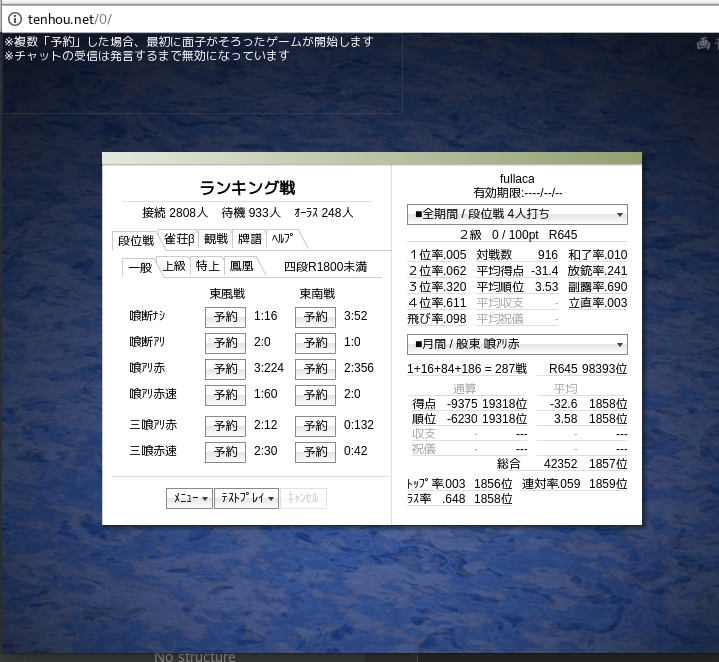 tenhou.net/0/
※複数「予約」した場合、最初に面子がそろったゲームが開始します
※チャットの受信は発言するまで無効になっています
画
ランキング戦
接続 2808人 待機 933人 ｵｰﾗｽ 248人
段位戦 雀荘β 観戦 牌譜 ﾍﾙﾌﾟ
一般 上級 特上 鳳凰 四段R1800未満
東風戦 東南戦
喰断ﾅｼ 予約 1:16 予約 3:52
喰断ｱﾘ 予約 2:0 予約 1:0
喰ｱﾘ赤 予約 3:224 予約 2:356
喰ｱﾘ赤速 予約 1:60 予約 2:0
三喰ｱﾘ赤 予約 2:12 予約 0:132
三喰赤速 予約 2:30 予約 0:42
ﾒﾆｭｰ ﾃｽﾄﾌﾟﾚｲ ｷｬﾝｾﾙ
fullaca
有効期限:----/--/--
■全期間 / 段位戦 4人打ち
２級 0 / 100pt R645
１位率.005 対戦数 916 和了率.010
２位率.062 平均得点 -31.4 放銃率.241
３位率.320 平均順位 3.53 副露率.690
４位率.611 平均収支 - 立直率.003
飛び率.098 平均祝儀 -
■月間 / 般東 喰ｱﾘ赤
1+16+84+186 = 287戦 R645 98393位
通算 平均
得点 -9375 19318位 -32.6 1858位
順位 -6230 19318位 3.58 1858位
収支 - --- - ---
祝儀 - --- - ---
総合 42352 1857位
ﾄｯﾌﾟ率.003 1856位 連対率.059 1859位
ﾗｽ率 .648 1858位
No structure